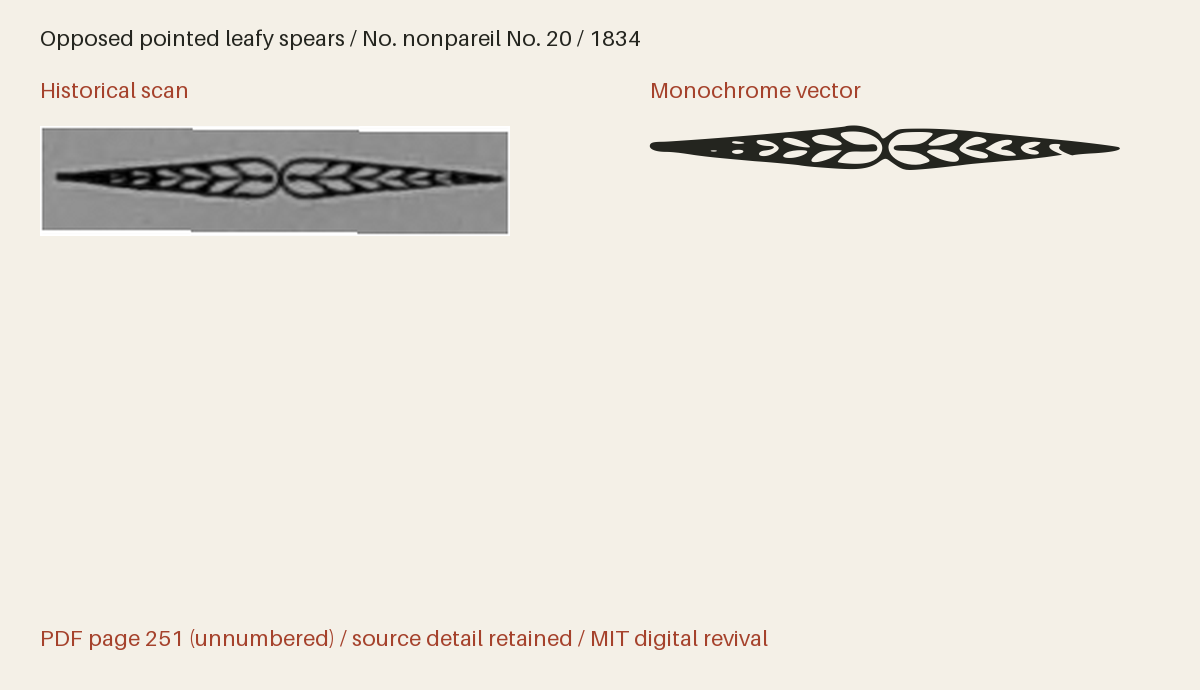 Opposed pointed leafy spears / No. nonpareil No. 20 / 1834
Historical scan
Monochrome vector
PDF page 251 (unnumbered) / source detail retained / MIT digital revival